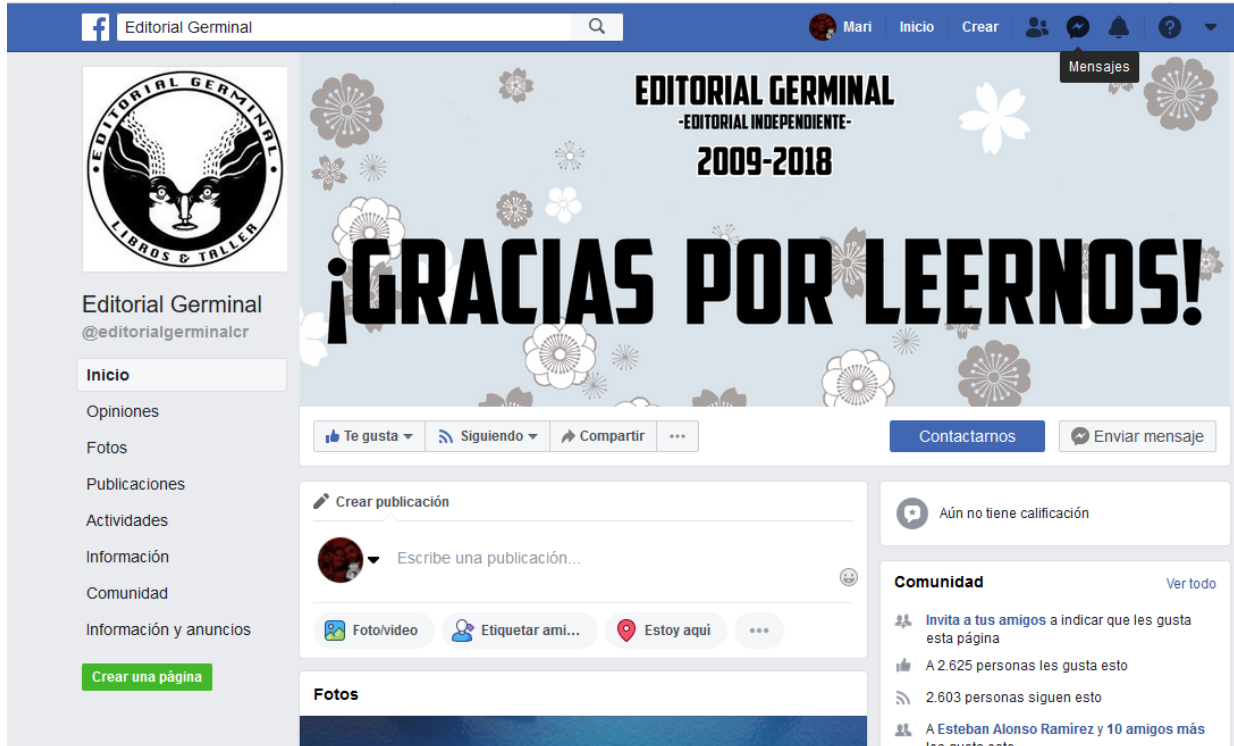 Editorial Germinal
Mari
Inicio
Crear
Mensajes
EDITORIAL GERMINAL
LIBROS & TALLER
EDITORIAL GERMINAL
-EDITORIAL INDEPENDIENTE-
2009-2018
¡GRACIAS POR LEERNOS!
Editorial Germinal
@editorialgerminalcr
Inicio
Opiniones
Fotos
Publicaciones
Actividades
Información
Comunidad
Información y anuncios
Crear una página
Te gusta
Siguiendo
Compartir
Contactarnos
Enviar mensaje
Crear publicación
Escribe una publicación...
Foto/video
Etiquetar ami...
Estoy aquí
Fotos
Aún no tiene calificación
Comunidad
Ver todo
Invita a tus amigos a indicar que les gusta
esta página
A 2.625 personas les gusta esto
2.603 personas siguen esto
A Esteban Alonso Ramírez y 10 amigos más
les gusta esto